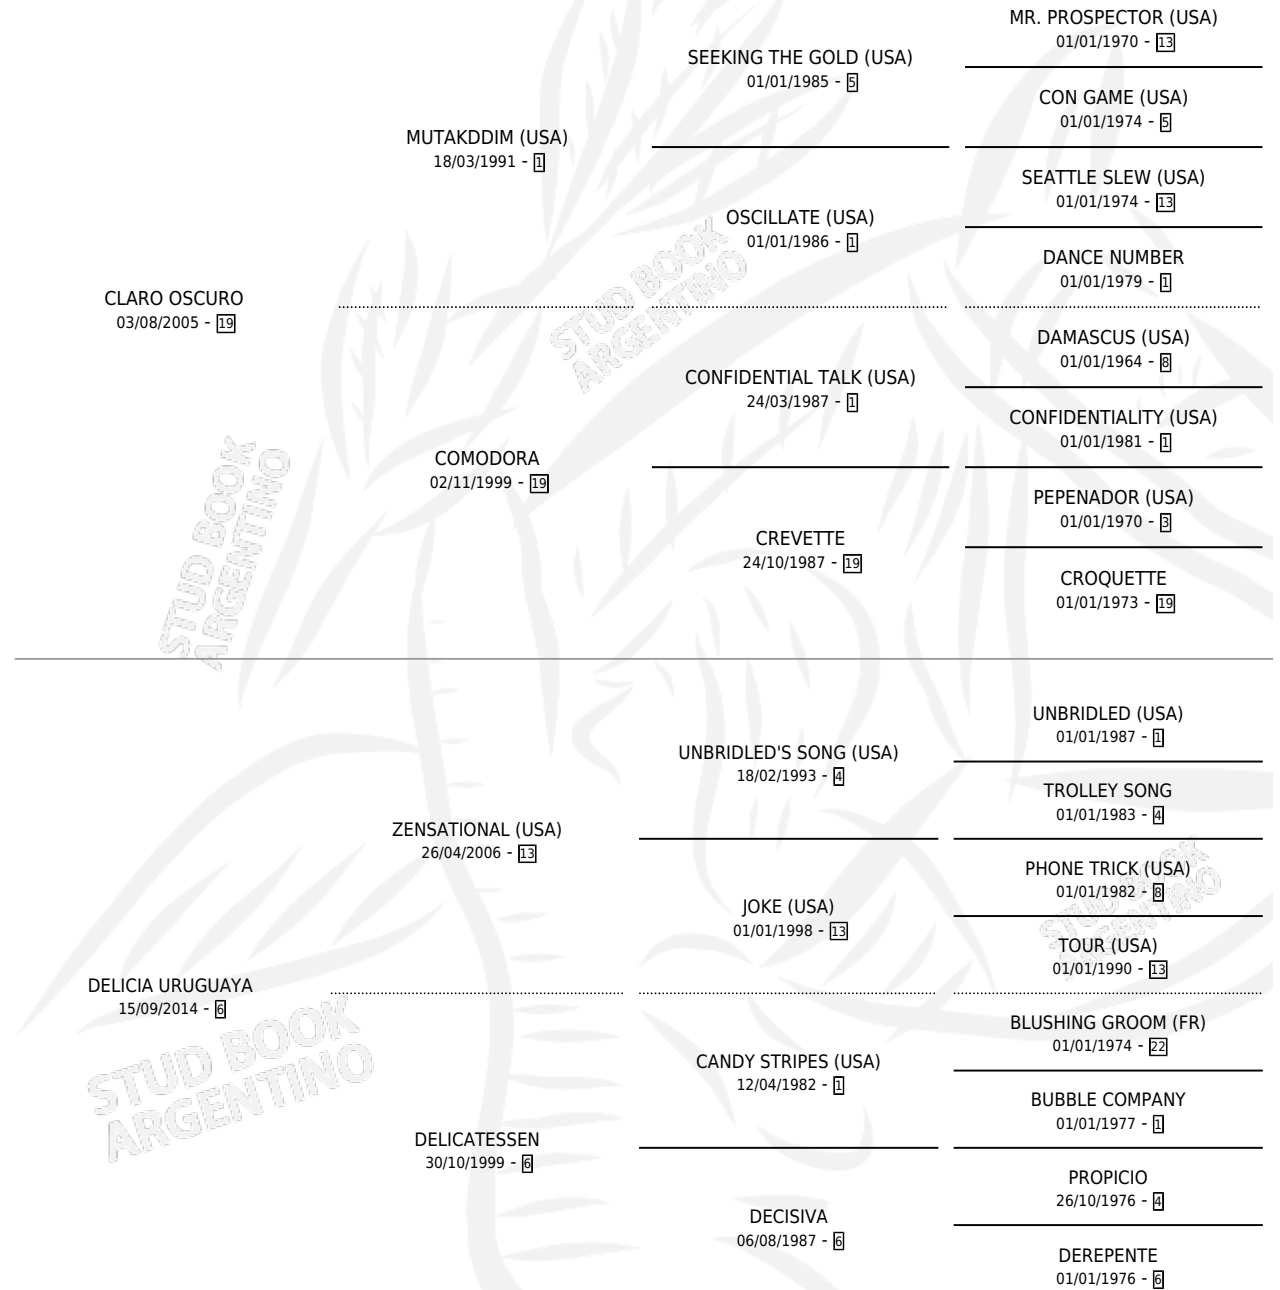 MR. PROSPECTOR (USA)
01/01/1970 - 13
SEEKING THE GOLD (USA)
01/01/1985 - 5
CON GAME (USA)
01/01/1974 - 5
MUTAKDDIM (USA)
18/03/1991 - 1
SEATTLE SLEW (USA)
01/01/1974 - 13
OSCILLATE (USA)
01/01/1986 - 1
DANCE NUMBER
01/01/1979 - 1
CLARO OSCURO
03/08/2005 - 19
STUD BOOK
ARGENTINO
DAMASCUS (USA)
01/01/1964 - 8
CONFIDENTIAL TALK (USA)
24/03/1987 - 1
CONFIDENTIALITY (USA)
01/01/1981 - 1
COMODORA
02/11/1999 - 19
PEPENADOR (USA)
01/01/1970 - 3
CREVETTE
24/10/1987 - 19
CROQUETTE
01/01/1973 - 19
STUD BOOK
ARGENTINO
UNBRIDLED (USA)
01/01/1987 - 1
UNBRIDLED'S SONG (USA)
18/02/1993 - 4
TROLLEY SONG
01/01/1983 - 4
ZENSATIONAL (USA)
26/04/2006 - 13
PHONE TRICK (USA)
01/01/1982 - 8
JOKE (USA)
01/01/1998 - 13
TOUR (USA)
01/01/1990 - 13
STUD BOOK
ARGENTINO
DELICIA URUGUAYA
15/09/2014 - 6
BLUSHING GROOM (FR)
01/01/1974 - 22
CANDY STRIPES (USA)
12/04/1982 - 1
BUBBLE COMPANY
01/01/1977 - 1
STUD BOOK
ARGENTINO
DELICATESSEN
30/10/1999 - 6
PROPICIO
26/10/1976 - 4
DECISIVA
06/08/1987 - 6
DEREPENTE
01/01/1976 - 6